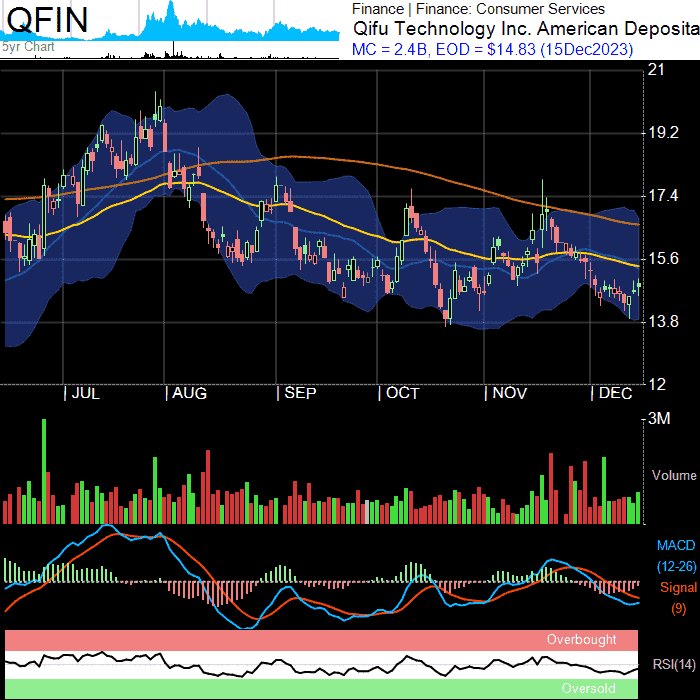 QFIN
5yr Chart
Finance | Finance: Consumer Services
Qifu Technology Inc. American Deposita
MC = 2.4B, EOD = $14.83 (15Dec2023)
21
19.2
17.4
15.6
13.8
12
| JUL | AUG | SEP | OCT | NOV | DEC
3M
Volume
MACD
(12-26)
Signal
(9)
Overbought
RSI(14)
Oversold